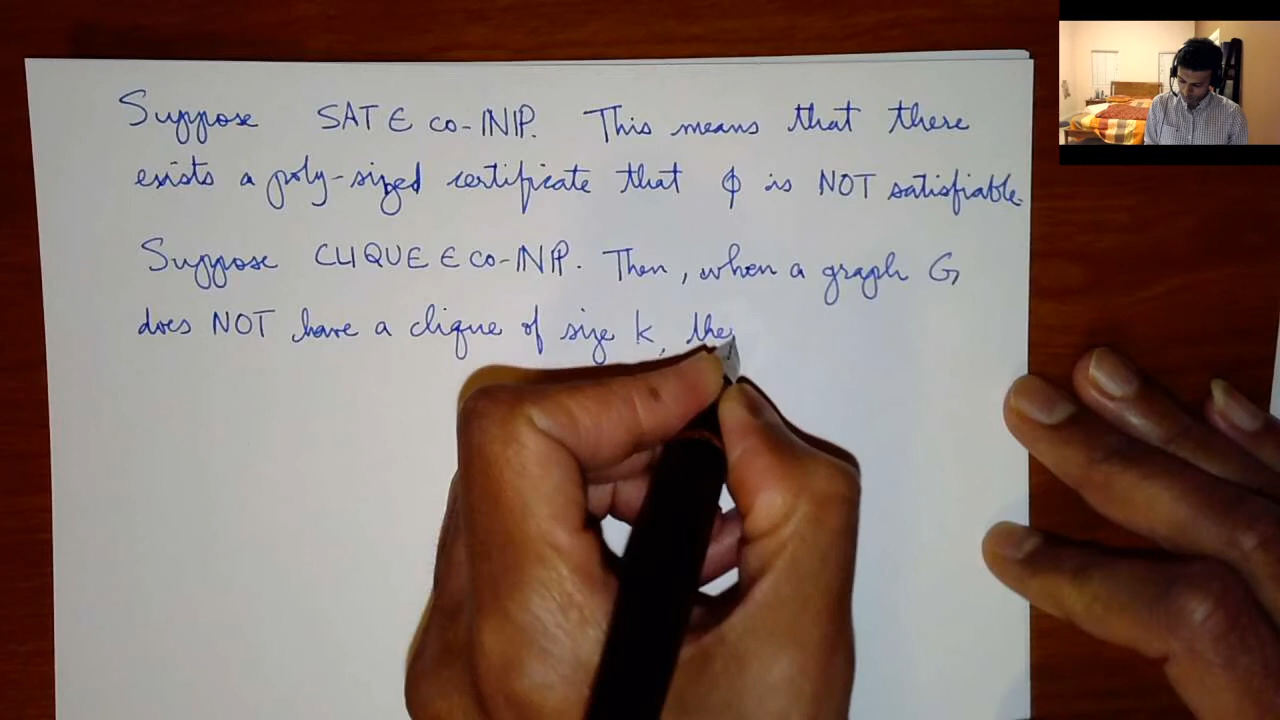 Suppose SAT ∈ co-NP. This means that there
exists a poly-sized certificate that ϕ is NOT satisfiable.
Suppose CLIQUE ∈ co-NP. Then, when a graph G,
does NOT have a clique of size k, the